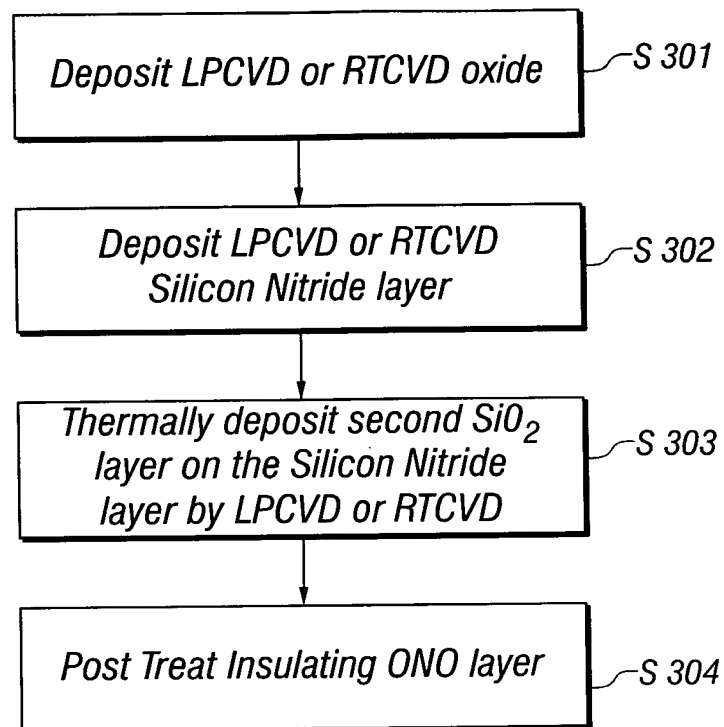 Deposit LPCVD or RTCVD oxide
S 301
Deposit LPCVD or RTCVD
Silicon Nitride layer
S 302
Thermally deposit second SiO₂
layer on the Silicon Nitride
layer by LPCVD or RTCVD
S 303
Post Treat Insulating ONO layer
S 304